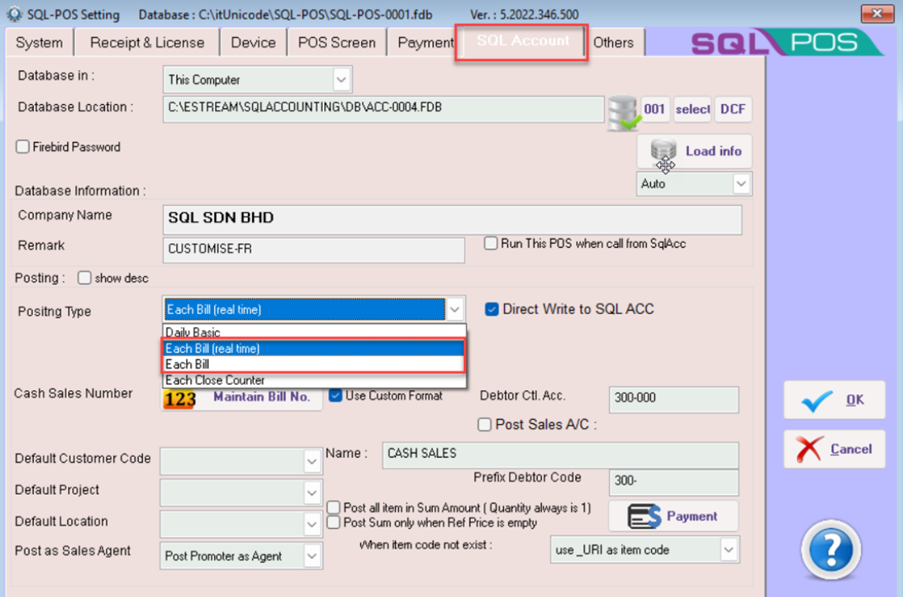 SQL-POS Setting Database : C:\itUnicode\SQL-POS\SQL-POS-0001.fdb Ver. : 5.2022.346.500
System Receipt & License Device POS Screen Payment SQL Account Others SQL POS
Database in : This Computer
Database Location : C:\ESTREAM\SQLACCOUNTING\DB\ACC-0004.FDB 001 select DCF
Firebird Password Load info
Auto
Database Information :
Company Name SQL SDN BHD
Remark CUSTOMISE-FR Run This POS when call from SqlAcc
Posting : show desc
Positng Type Each Bill (real time) Direct Write to SQL ACC
Daily Basic
Each Bill (real time)
Each Bill
Each Close Counter
Cash Sales Number 123 Maintain Bill No. Use Custom Format Debtor Ctl. Acc. 300-000
Post Sales A/C :
Default Customer Code Name : CASH SALES
Prefix Debtor Code 300-
Default Project
Post all item in Sum Amount ( Quantity always is 1)
Default Location Post Sum only when Ref Price is empty Payment
Post as Sales Agent Post Promoter as Agent When item code not exist : use _URI as item code
OK
Cancel
?